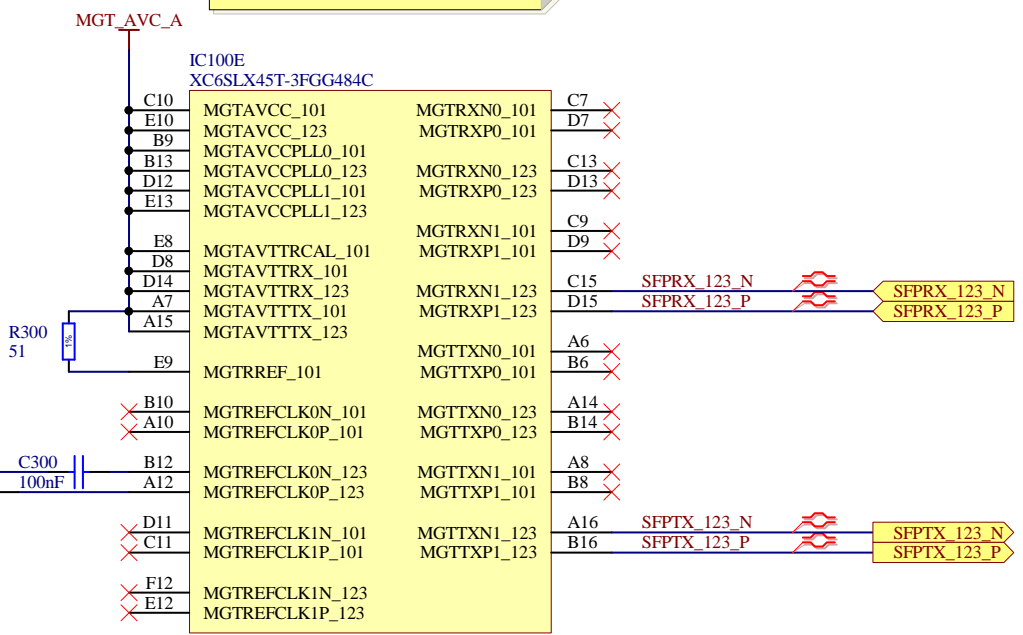 MGT_AVC_A
IC100E
XC6SLX45T-3FGG484C
C10 MGTAVCC_101 MGTRXN0_101 C7
E10 MGTAVCC_123 MGTRXP0_101 D7
B9 MGTAVCCPLL0_101
B13 MGTAVCCPLL0_123 MGTRXN0_123 C13
D12 MGTAVCCPLL1_101 MGTRXP0_123 D13
E13 MGTAVCCPLL1_123
MGTRXN1_101 C9
E8 MGTAVTTRCAL_101 MGTRXP1_101 D9
D8 MGTAVTTRX_101
D14 MGTAVTTRX_123 MGTRXN1_123 C15 SFPRX_123_N SFPRX_123_N
A7 MGTAVTTTX_101 MGTRXP1_123 D15 SFPRX_123_P SFPRX_123_P
A15 MGTAVTTTX_123
R300
51
1%
MGTTXN0_101 A6
E9 MGTRREF_101 MGTTXP0_101 B6
B10 MGTREFCLK0N_101 MGTTXN0_123 A14
A10 MGTREFCLK0P_101 MGTTXP0_123 B14
C300 B12 MGTREFCLK0N_123 MGTTXN1_101 A8
100nF A12 MGTREFCLK0P_123 MGTTXP1_101 B8
D11 MGTREFCLK1N_101 MGTTXN1_123 A16 SFPTX_123_N SFPTX_123_N
C11 MGTREFCLK1P_101 MGTTXP1_123 B16 SFPTX_123_P SFPTX_123_P
F12 MGTREFCLK1N_123
E12 MGTREFCLK1P_123